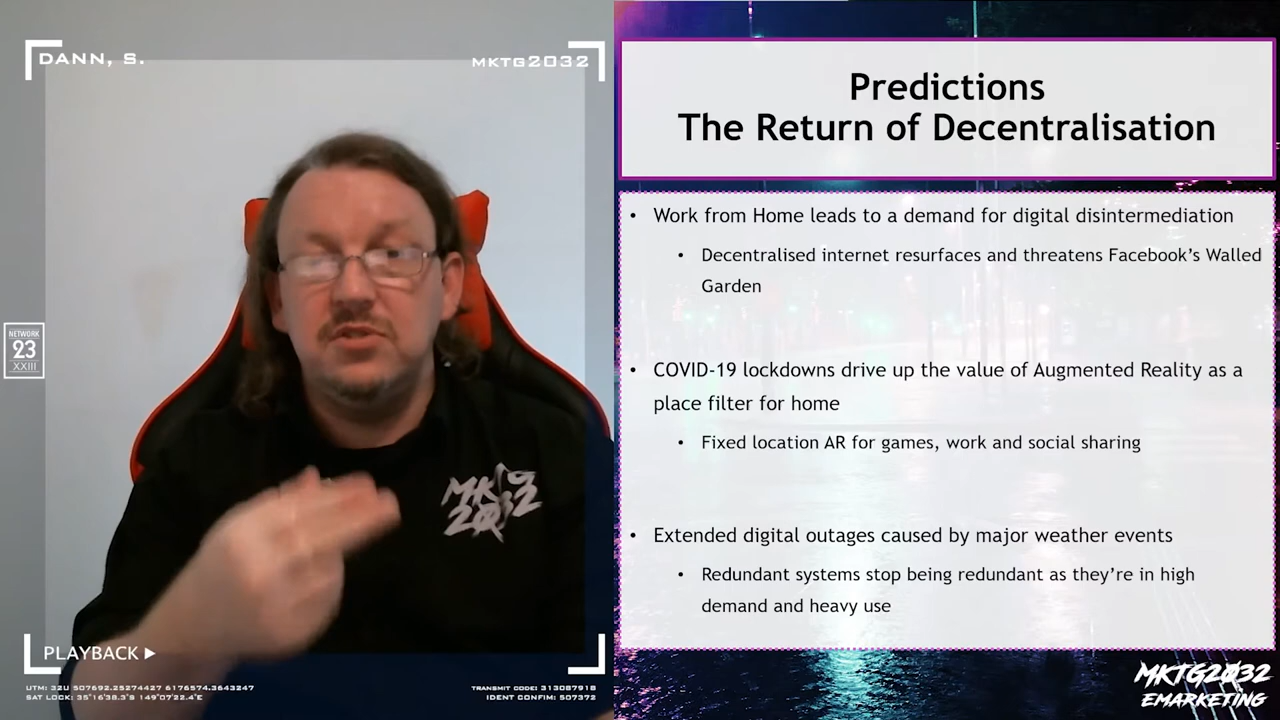 DANN, S.
MKTG2032
NETWORK
23
XXIII
MKTG
2032
PLAYBACK
UTM: 32U 507692.25274427 6176574.3643247
SAT LOCK: 35°16'38.3"S 149°07'22.4"E
TRANSMIT CODE: 313087918
IDENT CONFIM: 507372
Predictions
The Return of Decentralisation
• Work from Home leads to a demand for digital disintermediation
• Decentralised internet resurfaces and threatens Facebook's Walled
Garden
• COVID-19 lockdowns drive up the value of Augmented Reality as a
place filter for home
• Fixed location AR for games, work and social sharing
• Extended digital outages caused by major weather events
• Redundant systems stop being redundant as they're in high
demand and heavy use
MKTG2032
EMARKETING